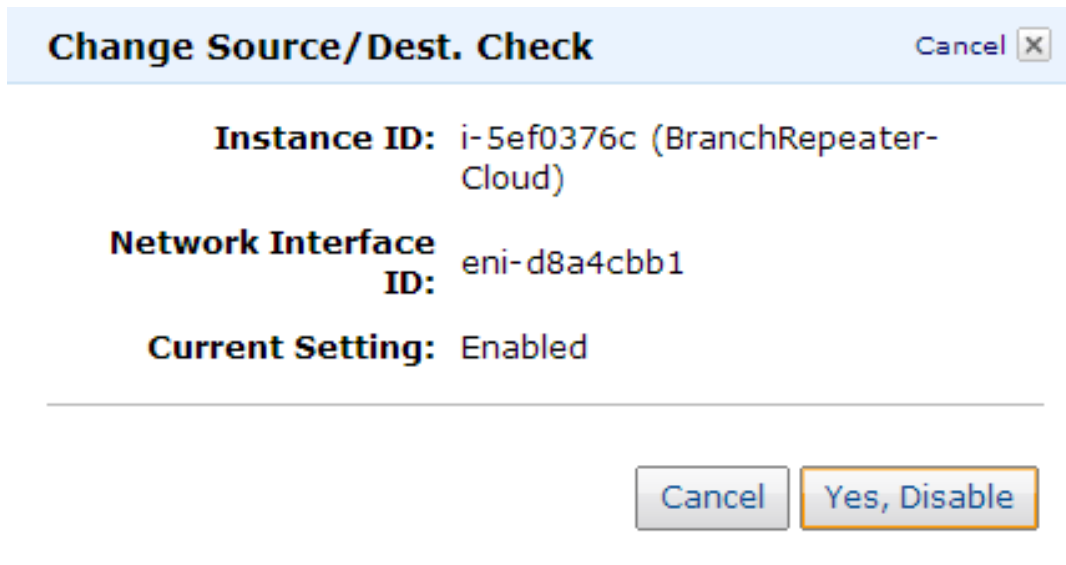 Change Source/Dest. Check
Cancel
Instance ID: i-5ef0376c (BranchRepeater-
Cloud)
Network Interface
ID: eni-d8a4cbb1
Current Setting: Enabled
Cancel
Yes, Disable